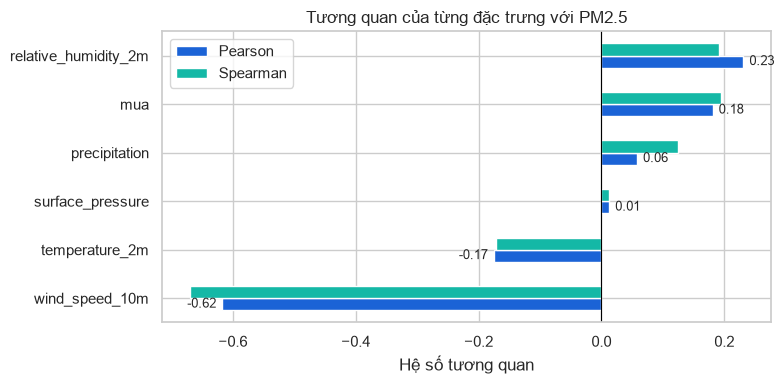 Tương quan của từng đặc trưng với PM2.5
Pearson
Spearman
relative_humidity_2m
0.23
mua
0.18
precipitation
0.06
surface_pressure
0.01
temperature_2m
-0.17
wind_speed_10m
-0.62
−0.6 −0.4 −0.2 0.0 0.2
Hệ số tương quan